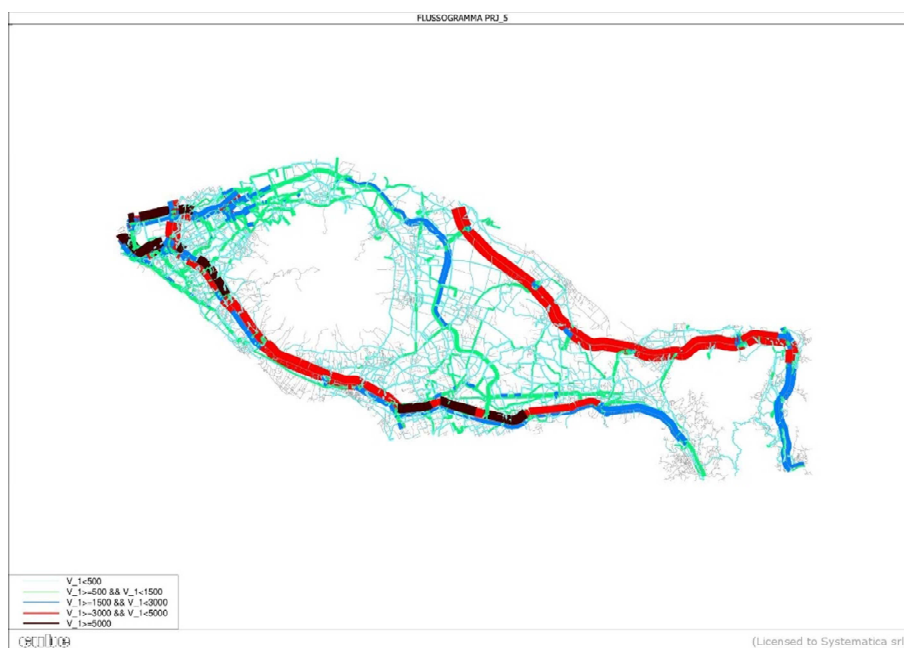 FLUSSOGRAMMA PRJ_5
V_1<500
V_1>=500 && V_1<1500
V_1>=1500 && V_1<3000
V_1>=3000 && V_1<5000
V_1>=5000
(Licensed to Systematica srl